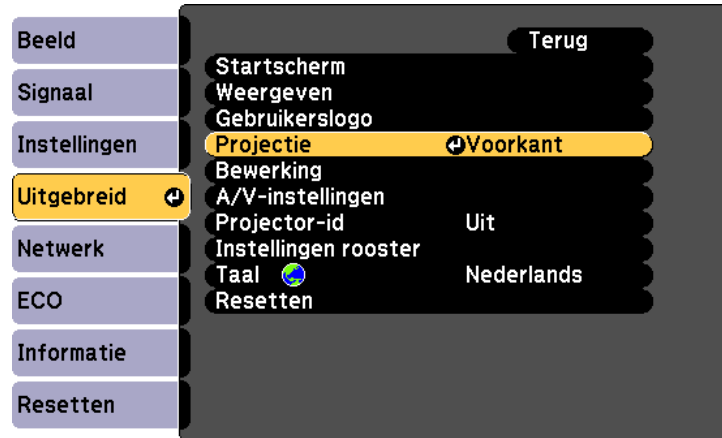 Beeld
Signaal
Instellingen
Uitgebreid
Netwerk
ECO
Informatie
Resetten
Terug
Startscherm
Weergeven
Gebruikerslogo
Projectie Voorkant
Bewerking
A/V-instellingen
Projector-id Uit
Instellingen rooster
Taal Nederlands
Resetten